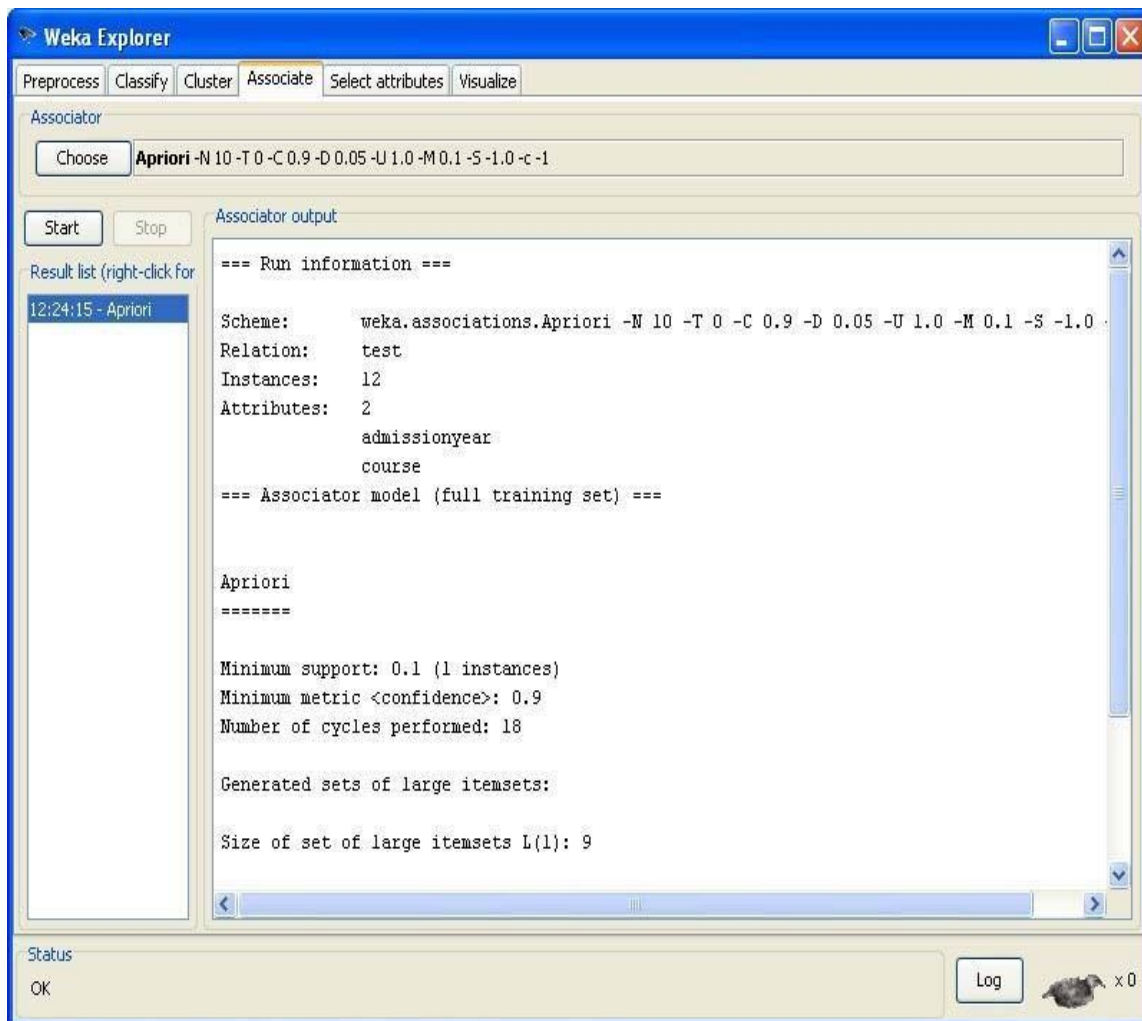 Weka Explorer
Preprocess Classify Cluster Associate Select attributes Visualize
Associator
Choose Apriori -N 10 -T 0 -C 0.9 -D 0.05 -U 1.0 -M 0.1 -S -1.0 -c -1
Start Stop
Associator output
Result list (right-click for
12:24:15 - Apriori
=== Run information ===
Scheme: weka.associations.Apriori -N 10 -T 0 -C 0.9 -D 0.05 -U 1.0 -M 0.1 -S -1.0 -
Relation: test
Instances: 12
Attributes: 2
admissionyear
course
=== Associator model (full training set) ===
Apriori
=======
Minimum support: 0.1 (1 instances)
Minimum metric <confidence>: 0.9
Number of cycles performed: 18
Generated sets of large itemsets:
Size of set of large itemsets L(1): 9
Status
OK
Log
x 0